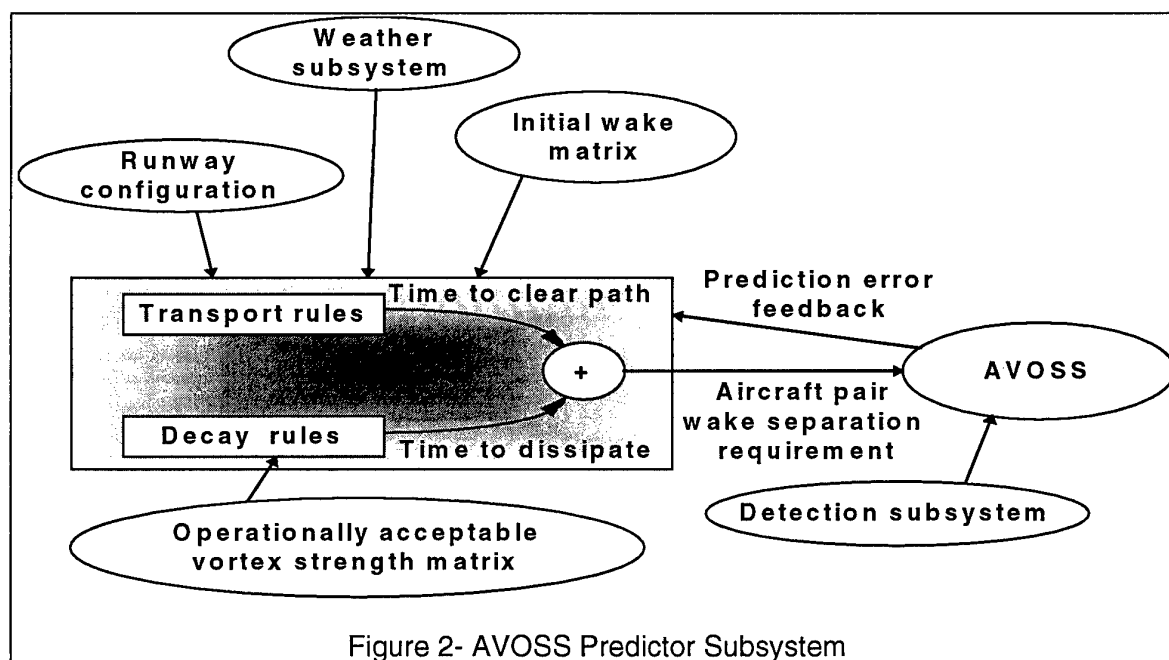 Weather
subsystem
Initial wake
matrix
Runway
configuration
Time to clear path
Transport rules
Prediction error
feedback
+
AVOSS
Aircraft pair
wake separation
requirement
Decay rules
Time to dissipate
Detection subsystem
Operationally acceptable
vortex strength matrix
Figure 2- AVOSS Predictor Subsystem